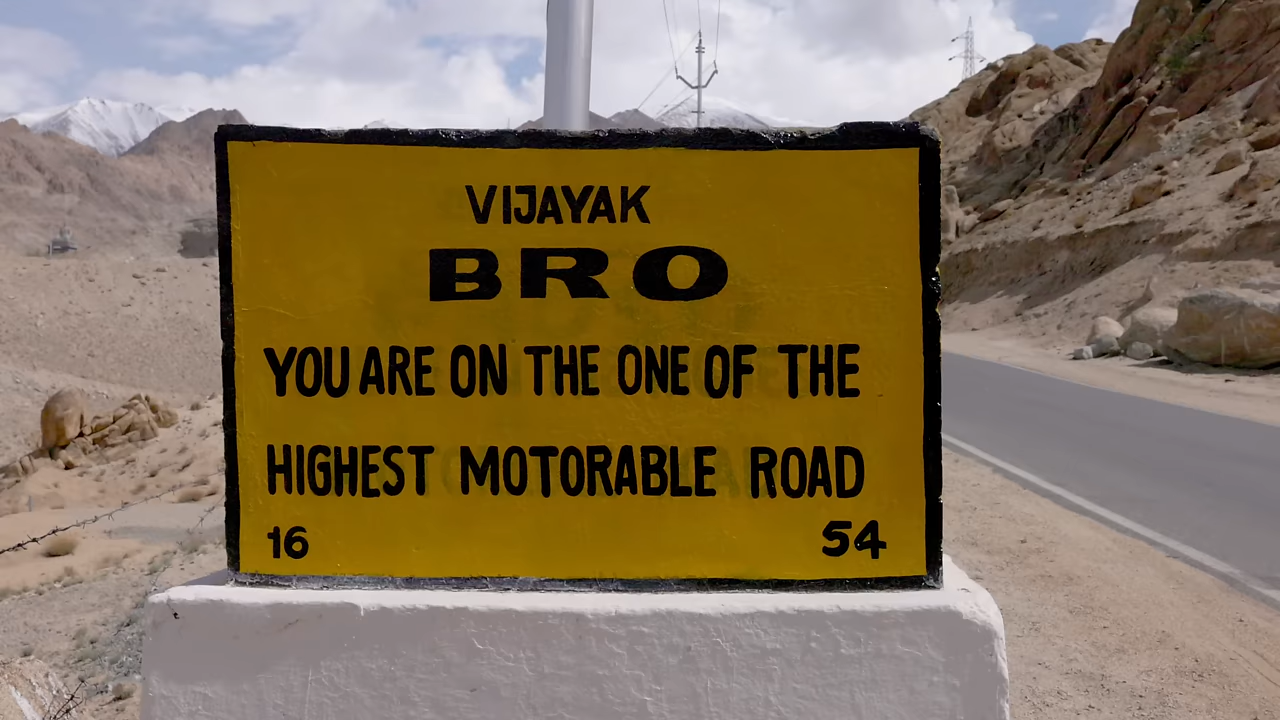 VIJAYAK
BRO
YOU ARE ON THE ONE OF THE
HIGHEST MOTORABLE ROAD
16 54